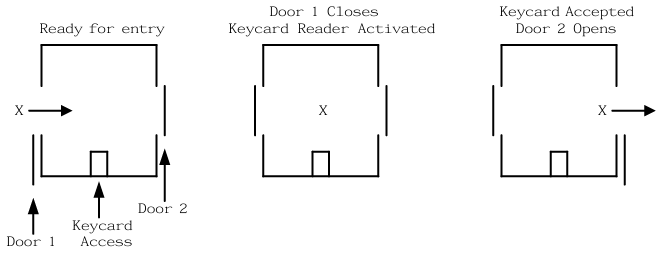 Ready for entry
X
Door 1
Keycard
Access
Door 2
Door 1 Closes
Keycard Reader Activated
X
Keycard Accepted
Door 2 Opens
X